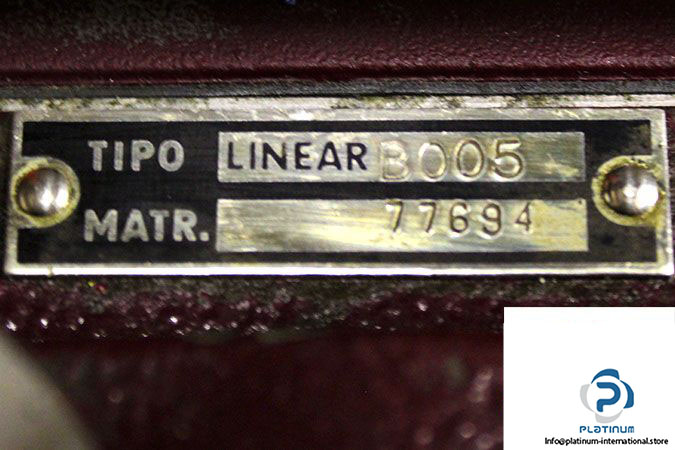 TIPO LINEAR B005
MATR. 77694
PLATINUM
Info@platinum-international.store